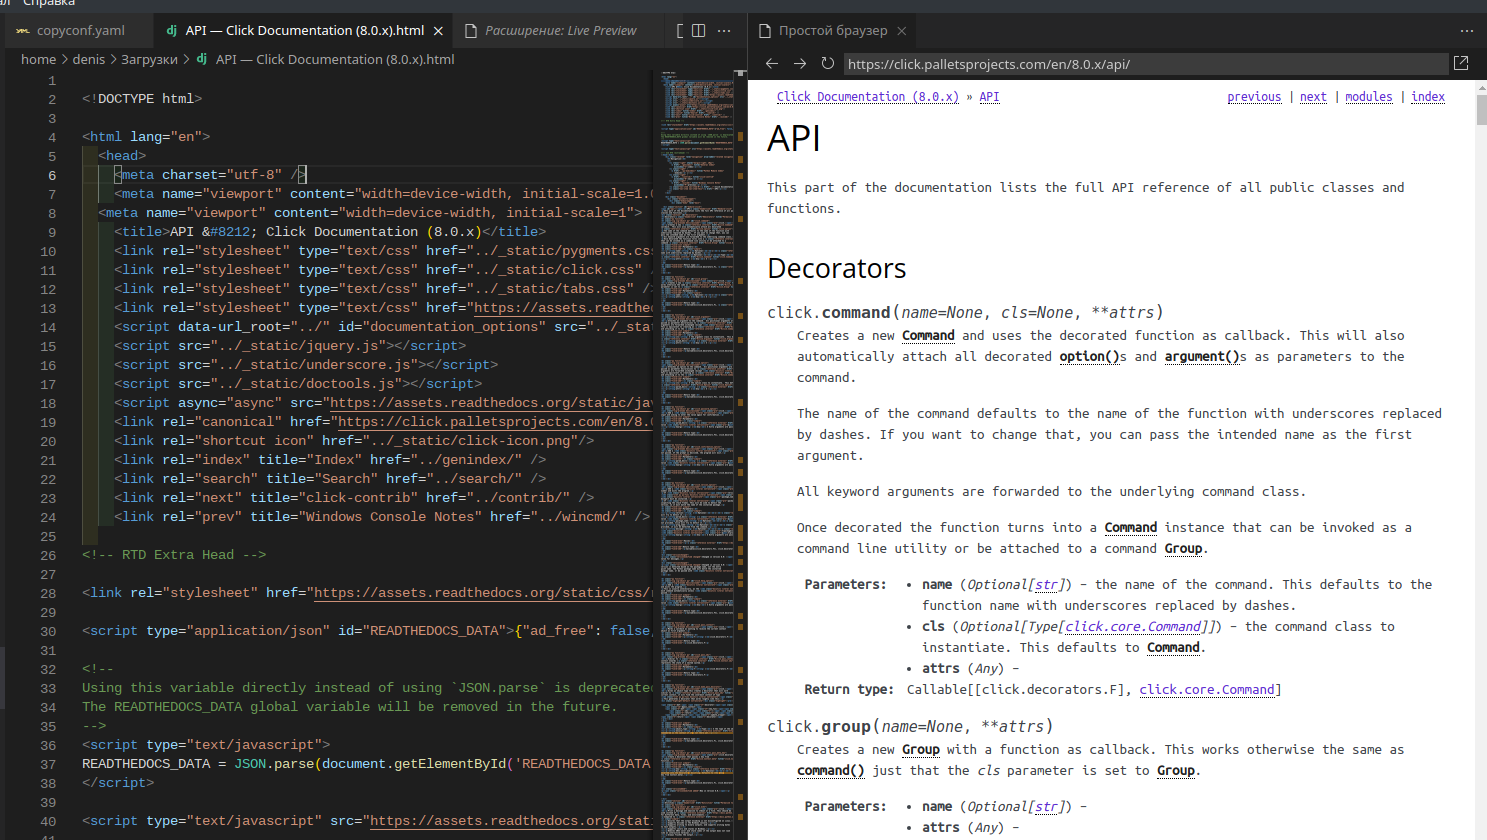 ал Справка
copyconf.yaml
API — Click Documentation (8.0.x).html
Расширение: Live Preview
home > denis > Загрузки > API — Click Documentation (8.0.x).html
1
2 <!DOCTYPE html>
3
4 <html lang="en">
5 <head>
6 <meta charset="utf-8" />
7 <meta name="viewport" content="width=device-width, initial-scale=1.0
8 <meta name="viewport" content="width=device-width, initial-scale=1">
9 <title>API &#8212; Click Documentation (8.0.x)</title>
10 <link rel="stylesheet" type="text/css" href="../_static/pygments.css
11 <link rel="stylesheet" type="text/css" href="../_static/click.css" /
12 <link rel="stylesheet" type="text/css" href="../_static/tabs.css" />
13 <link rel="stylesheet" type="text/css" href="https://assets.readthed
14 <script data-url_root="../" id="documentation_options" src="../_stat
15 <script src="../_static/jquery.js"></script>
16 <script src="../_static/underscore.js"></script>
17 <script src="../_static/doctools.js"></script>
18 <script async="async" src="https://assets.readthedocs.org/static/jav
19 <link rel="canonical" href="https://click.palletsprojects.com/en/8.0
20 <link rel="shortcut icon" href="../_static/click-icon.png"/>
21 <link rel="index" title="Index" href="../genindex/" />
22 <link rel="search" title="Search" href="../search/" />
23 <link rel="next" title="click-contrib" href="../contrib/" />
24 <link rel="prev" title="Windows Console Notes" href="../wincmd/" />
25
26 <!-- RTD Extra Head -->
27
28 <link rel="stylesheet" href="https://assets.readthedocs.org/static/css/r
29
30 <script type="application/json" id="READTHEDOCS_DATA">{"ad_free": false,
31
32 <!--
33 Using this variable directly instead of using `JSON.parse` is deprecated
34 The READTHEDOCS_DATA global variable will be removed in the future.
35 -->
36 <script type="text/javascript">
37 READTHEDOCS_DATA = JSON.parse(document.getElementById('READTHEDOCS_DATA
38 </script>
39
40 <script type="text/javascript" src="https://assets.readthedocs.org/stati
Простой браузер
https://click.palletsprojects.com/en/8.0.x/api/
Click Documentation (8.0.x) » API
previous | next | modules | index
API
This part of the documentation lists the full API reference of all public classes and
functions.
Decorators
click.command(name=None, cls=None, **attrs)
Creates a new Command and uses the decorated function as callback. This will also
automatically attach all decorated option()s and argument()s as parameters to the
command.
The name of the command defaults to the name of the function with underscores replaced
by dashes. If you want to change that, you can pass the intended name as the first
argument.
All keyword arguments are forwarded to the underlying command class.
Once decorated the function turns into a Command instance that can be invoked as a
command line utility or be attached to a command Group.
Parameters: • name (Optional[str]) – the name of the command. This defaults to the
function name with underscores replaced by dashes.
• cls (Optional[Type[click.core.Command]]) – the command class to
instantiate. This defaults to Command.
• attrs (Any) –
Return type: Callable[[click.decorators.F], click.core.Command]
click.group(name=None, **attrs)
Creates a new Group with a function as callback. This works otherwise the same as
command() just that the cls parameter is set to Group.
Parameters: • name (Optional[str]) –
• attrs (Any) –